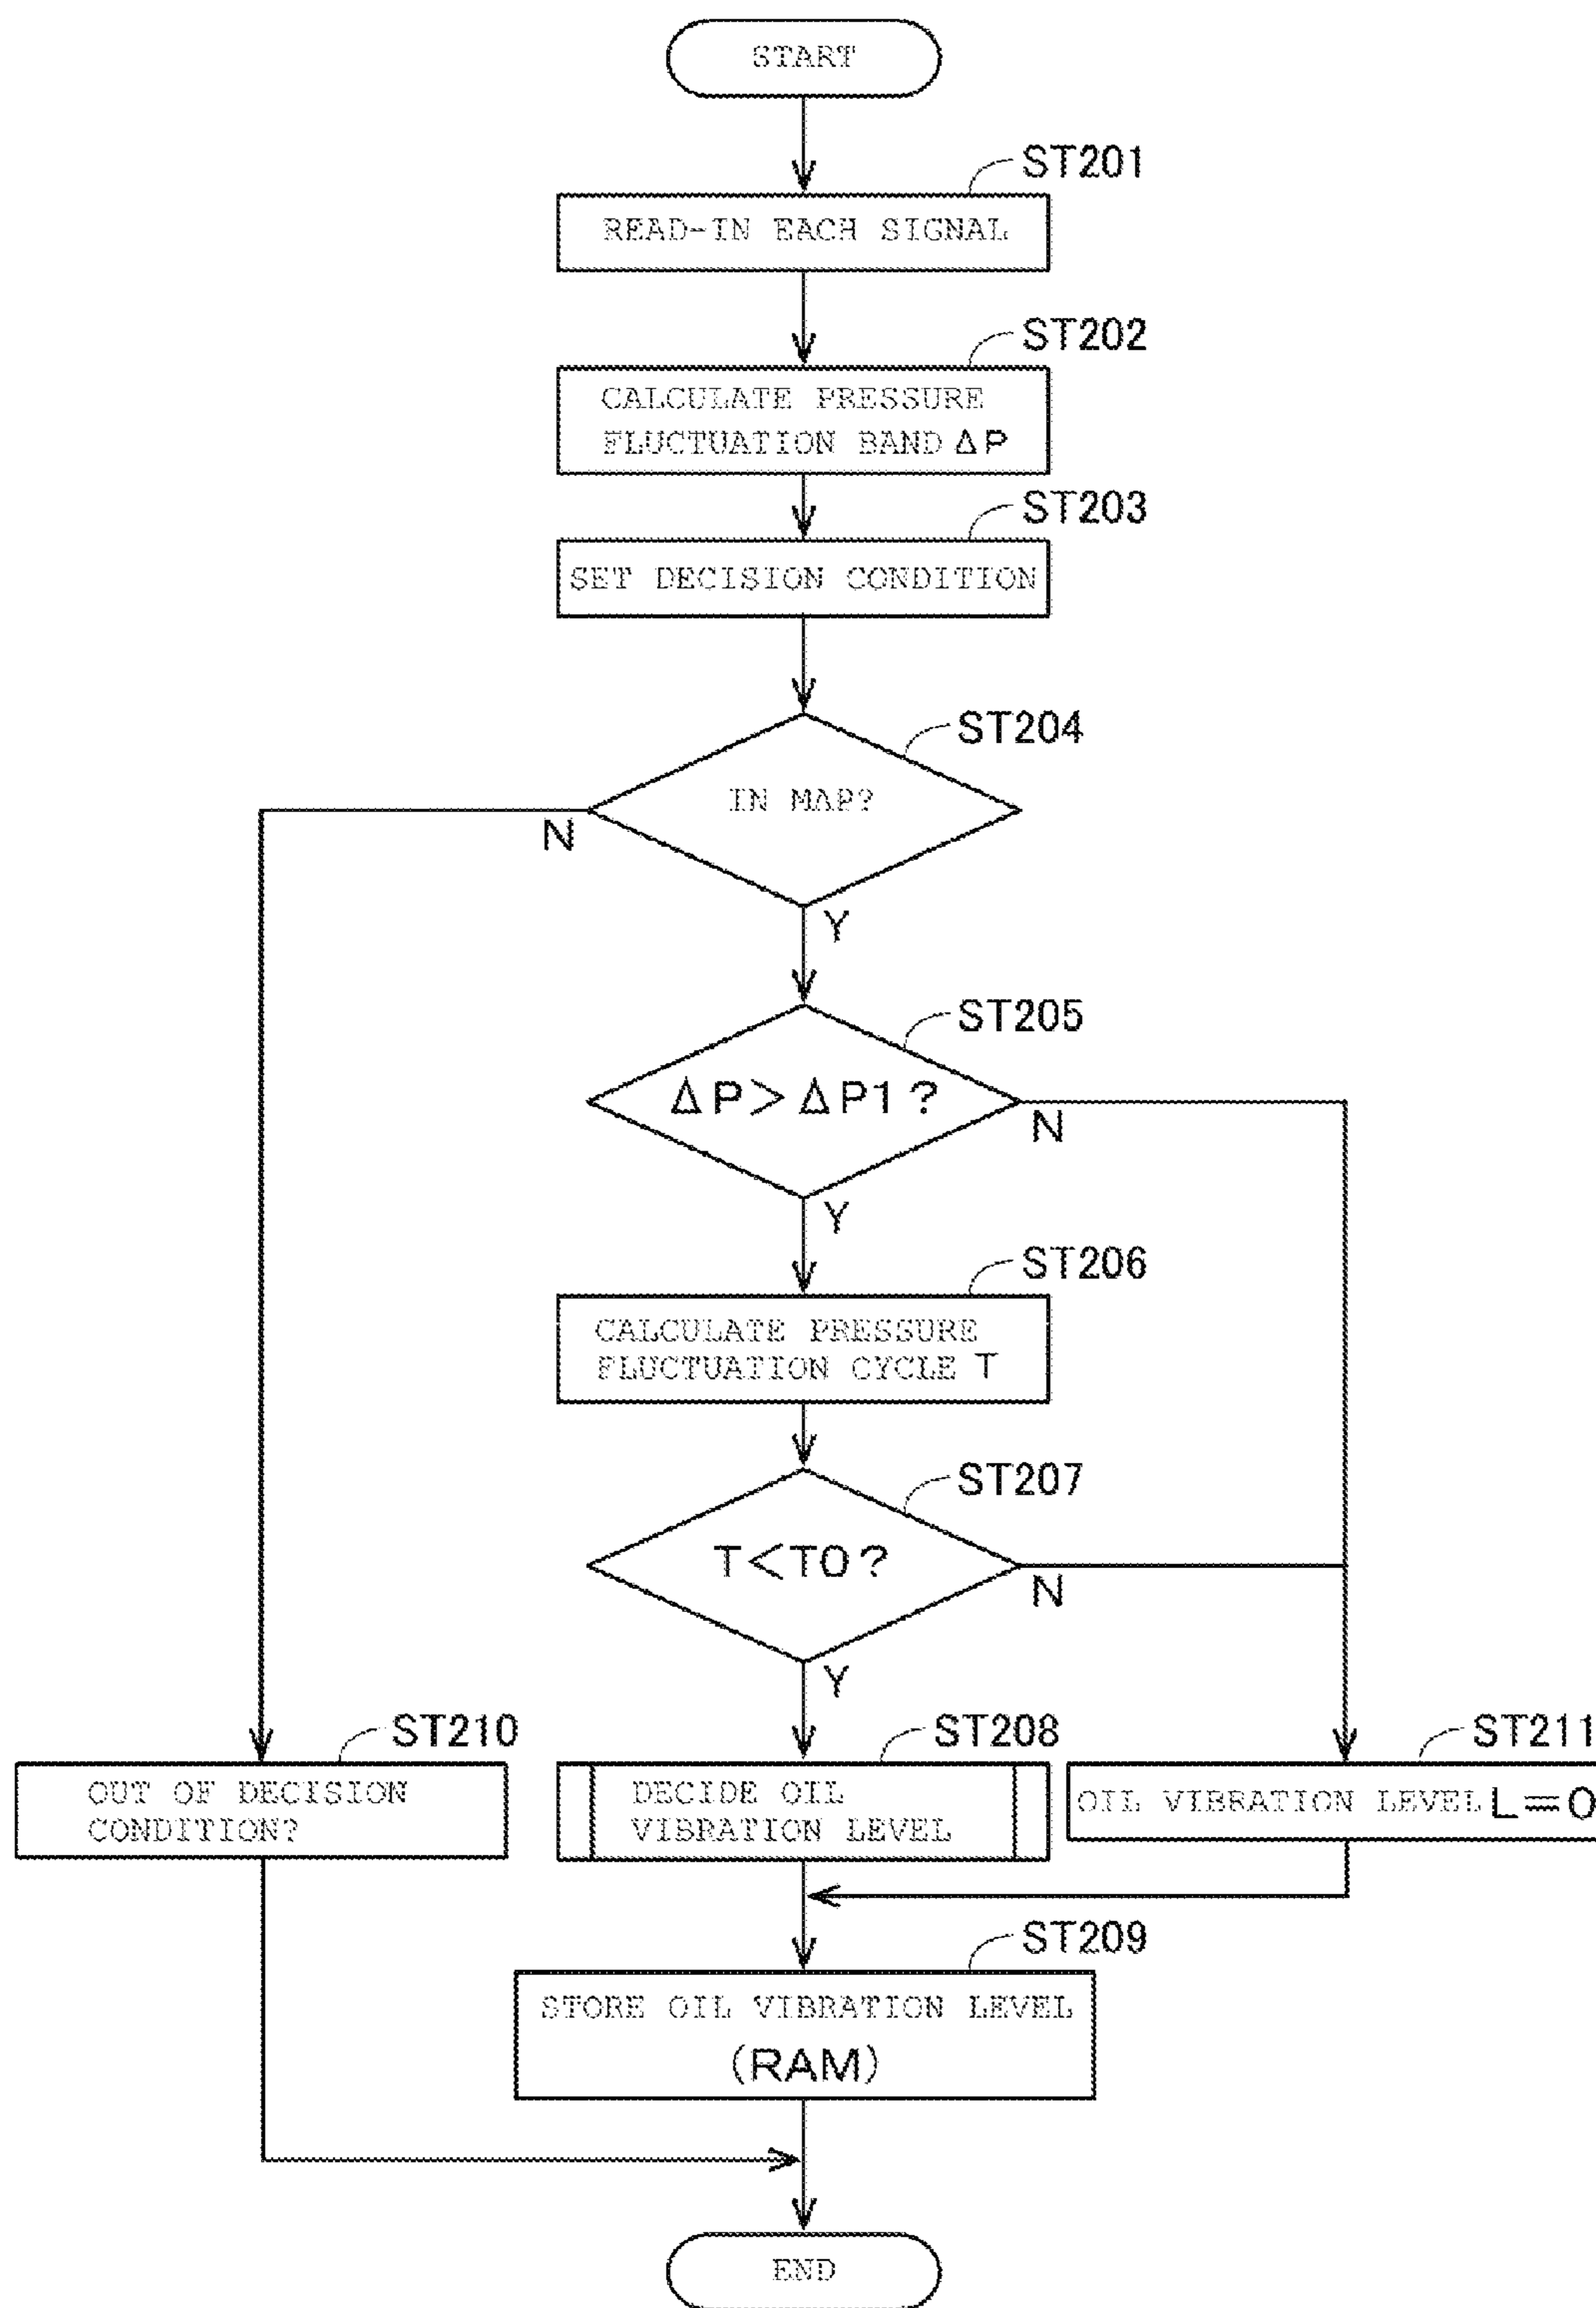 START
ST201
READ-IN EACH SIGNAL
ST202
CALCULATE PRESSURE
FLUCTUATION BAND ΔP
ST203
SET DECISION CONDITION
ST204
IN MAP?
N
Y
ST205
ΔP>ΔP1?
N
Y
ST206
CALCULATE PRESSURE
FLUCTUATION CYCLE T
ST207
T<T0?
N
Y
ST210
OUT OF DECISION
CONDITION?
ST208
DECIDE OIL
VIBRATION LEVEL
ST211
OIL VIBRATION LEVEL L=0
ST209
STORE OIL VIBRATION LEVEL
(RAM)
END